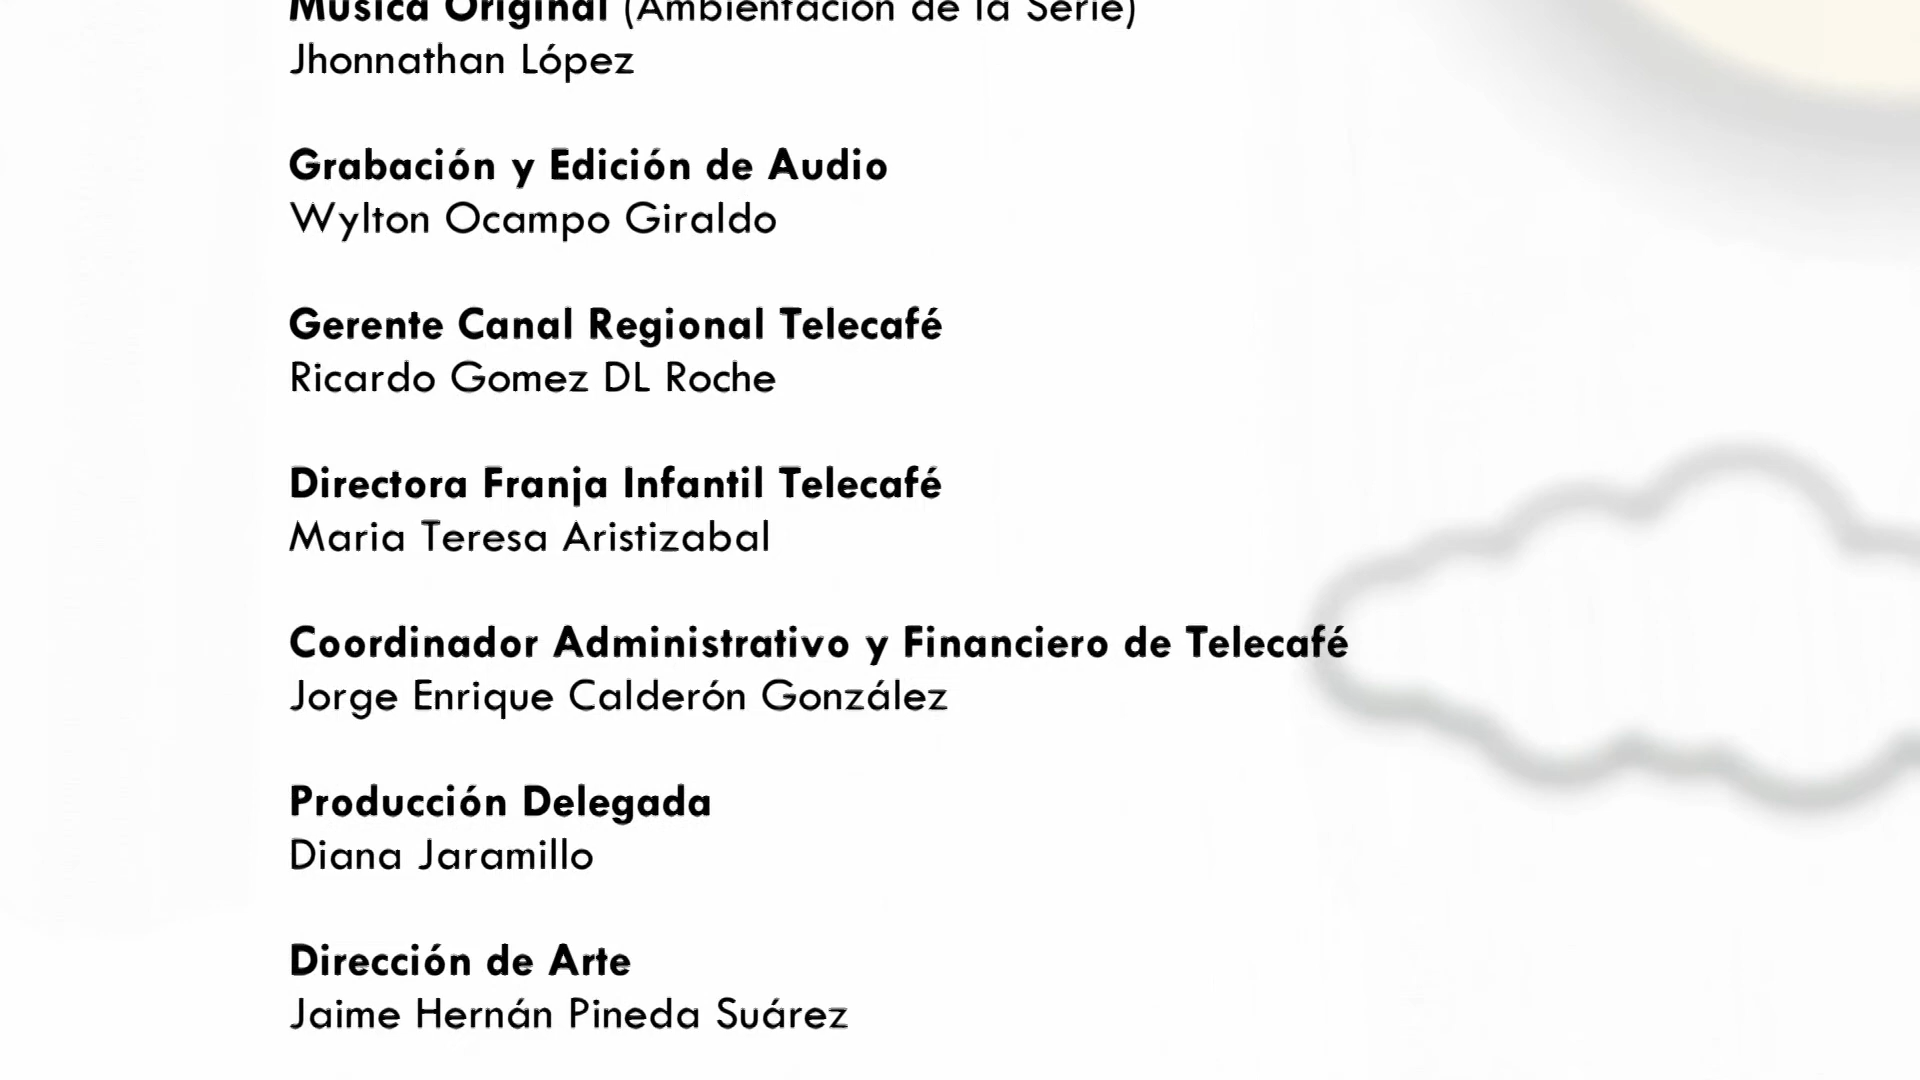 Música Original (Ambientación de la Serie)
Jhonnathan López
Grabación y Edición de Audio
Wylton Ocampo Giraldo
Gerente Canal Regional Telecafé
Ricardo Gomez DL Roche
Directora Franja Infantil Telecafé
Maria Teresa Aristizabal
Coordinador Administrativo y Financiero de Telecafé
Jorge Enrique Calderón González
Producción Delegada
Diana Jaramillo
Dirección de Arte
Jaime Hernán Pineda Suárez